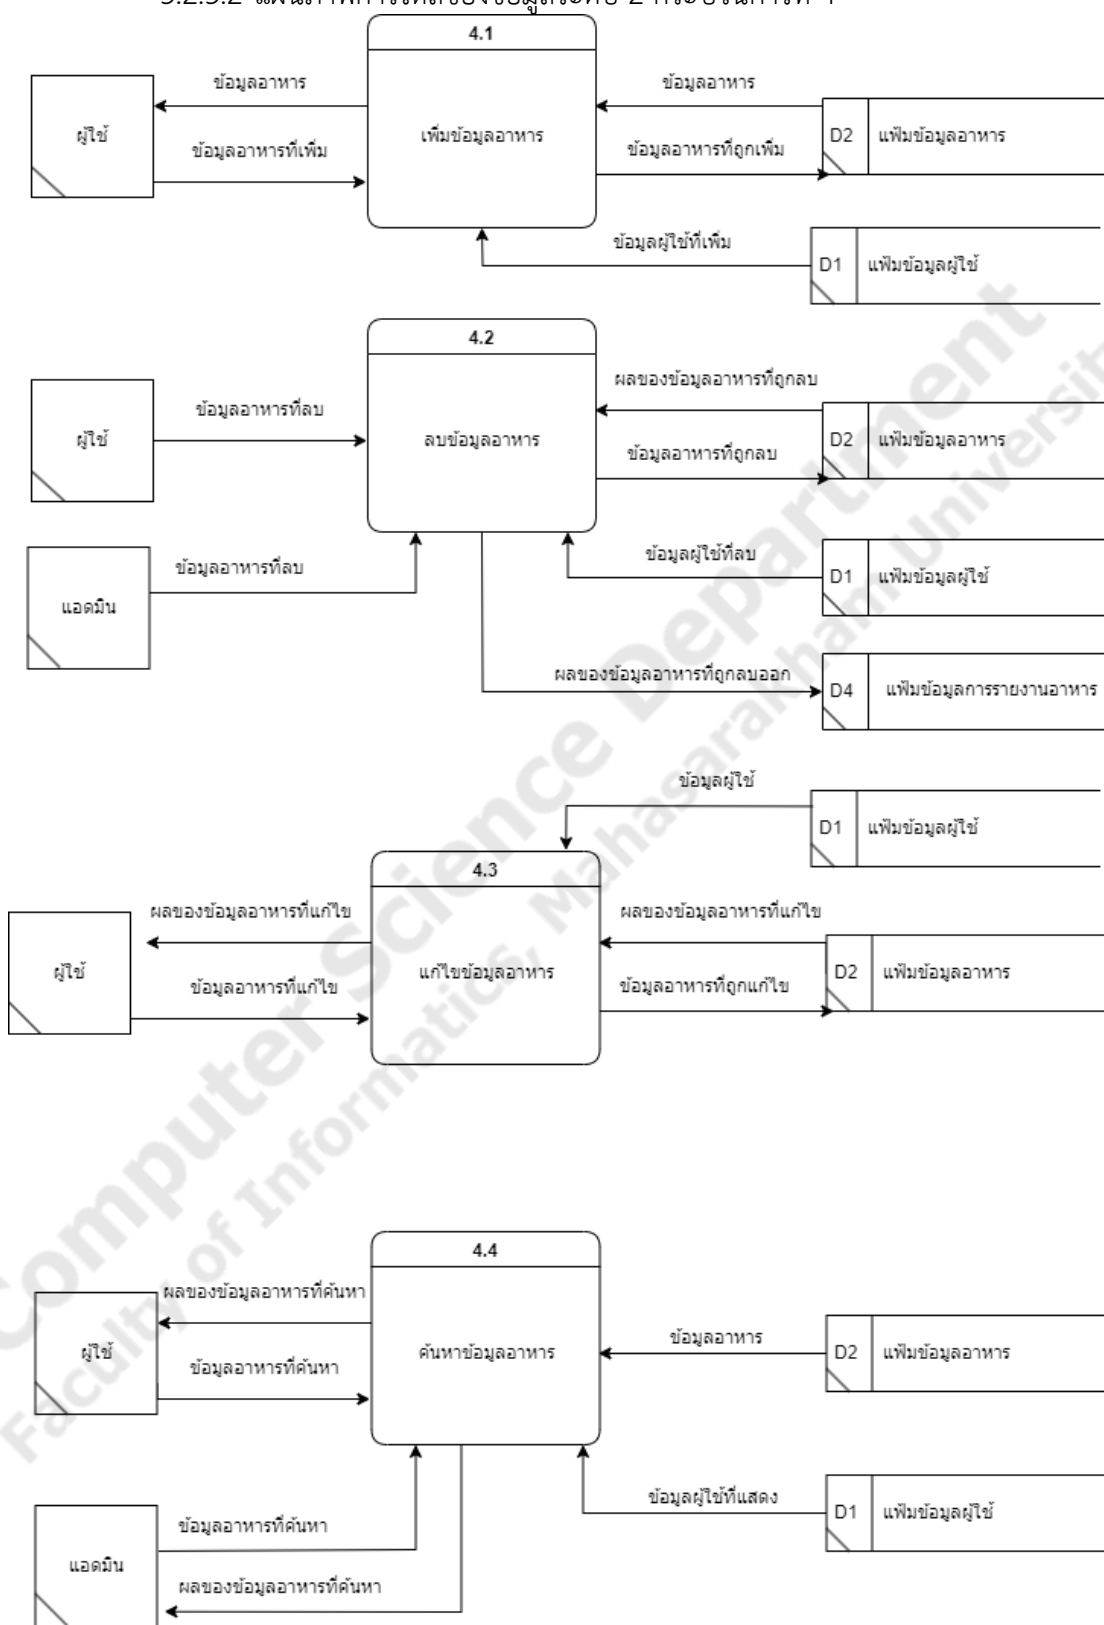 4.1
ข้อมูลอาหาร
ข้อมูลอาหาร
ผู้ใช้
เพิ่มข้อมูลอาหาร
D2 แฟ้มข้อมูลอาหาร
ข้อมูลอาหารที่เพิ่ม
ข้อมูลอาหารที่ถูกเพิ่ม
ข้อมูลผู้ใช้ที่เพิ่ม
D1 แฟ้มข้อมูลผู้ใช้
4.2
ผลของข้อมูลอาหารที่ถูกลบ
ข้อมูลอาหารที่ลบ
ผู้ใช้
ลบข้อมูลอาหาร
D2 แฟ้มข้อมูลอาหาร
ข้อมูลอาหารที่ถูกลบ
ข้อมูลผู้ใช้ที่ลบ
ข้อมูลอาหารที่ลบ
D1 แฟ้มข้อมูลผู้ใช้
แอดมิน
ผลของข้อมูลอาหารที่ถูกลบออก
D4 แฟ้มข้อมูลการรายงานอาหาร
ข้อมูลผู้ใช้
D1 แฟ้มข้อมูลผู้ใช้
4.3
ผลของข้อมูลอาหารที่แก้ไข
ผลของข้อมูลอาหารที่แก้ไข
ผู้ใช้
แก้ไขข้อมูลอาหาร
D2 แฟ้มข้อมูลอาหาร
ข้อมูลอาหารที่แก้ไข
ข้อมูลอาหารที่ถูกแก้ไข
4.4
ผลของข้อมูลอาหารที่ค้นหา
ข้อมูลอาหาร
ผู้ใช้
ค้นหาข้อมูลอาหาร
D2 แฟ้มข้อมูลอาหาร
ข้อมูลอาหารที่ค้นหา
ข้อมูลผู้ใช้ที่แสดง
D1 แฟ้มข้อมูลผู้ใช้
ข้อมูลอาหารที่ค้นหา
แอดมิน
ผลของข้อมูลอาหารที่ค้นหา
Computer Science Department
Faculty of Informatics, Mahasarakham University